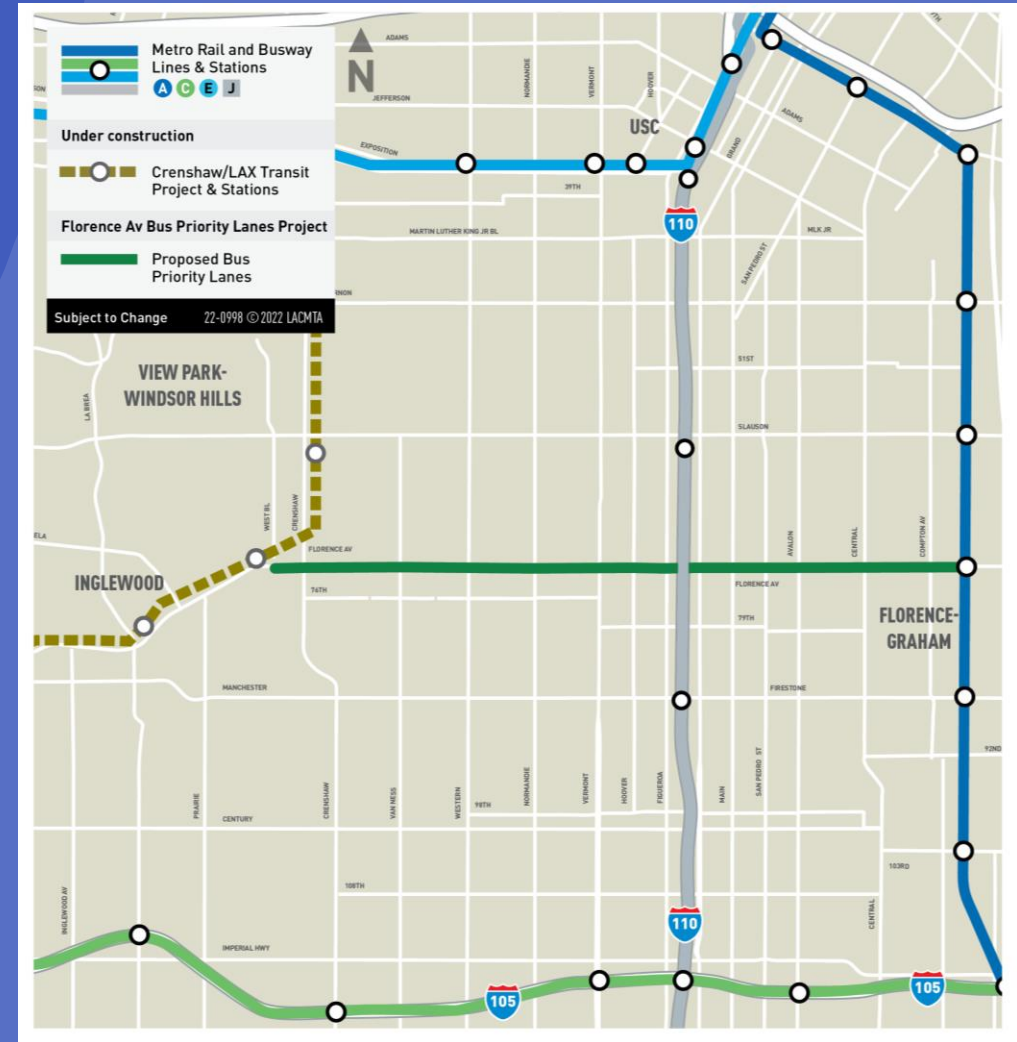 Metro Rail and Busway
Lines & Stations
A C E J
Under construction
Crenshaw/LAX Transit
Project & Stations
Florence Av Bus Priority Lanes Project
Proposed Bus
Priority Lanes
Subject to Change 22-0998 © 2022 LACMTA
N
ADAMS
JEFFERSON
EXPOSITION
NORMANDIE
VERMONT
HOOVER
USC
GRAND
ADAMS
39TH
110
MARTIN LUTHER KING JR BL
MLK JR
SAN PEDRO ST
51ST
VIEW PARK-
WINDSOR HILLS
LA BREA
SLAUSON
WEST BL
CRENSHAW
FLORENCE AV
AVALON
CENTRAL
COMPTON AV
INGLEWOOD
74TH
FLORENCE AV
FLORENCE-
GRAHAM
79TH
MANCHESTER
FIRESTONE
92ND
PRAIRIE
CRENSHAW
VAN NESS
WESTERN
NORMANDIE
VERMONT
HOOVER
FIGUEROA
MAIN
SAN PEDRO ST
98TH
CENTURY
103RD
108TH
INGLEWOOD AV
CENTRAL
110
IMPERIAL HWY
105
105